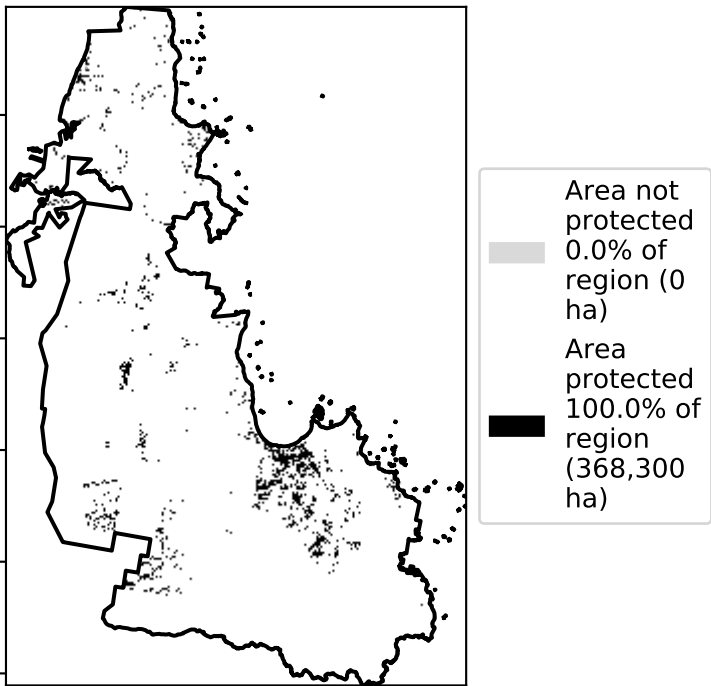 Area not
protected
0.0% of
region (0
ha)
Area
protected
100.0% of
region
(368,300
ha)